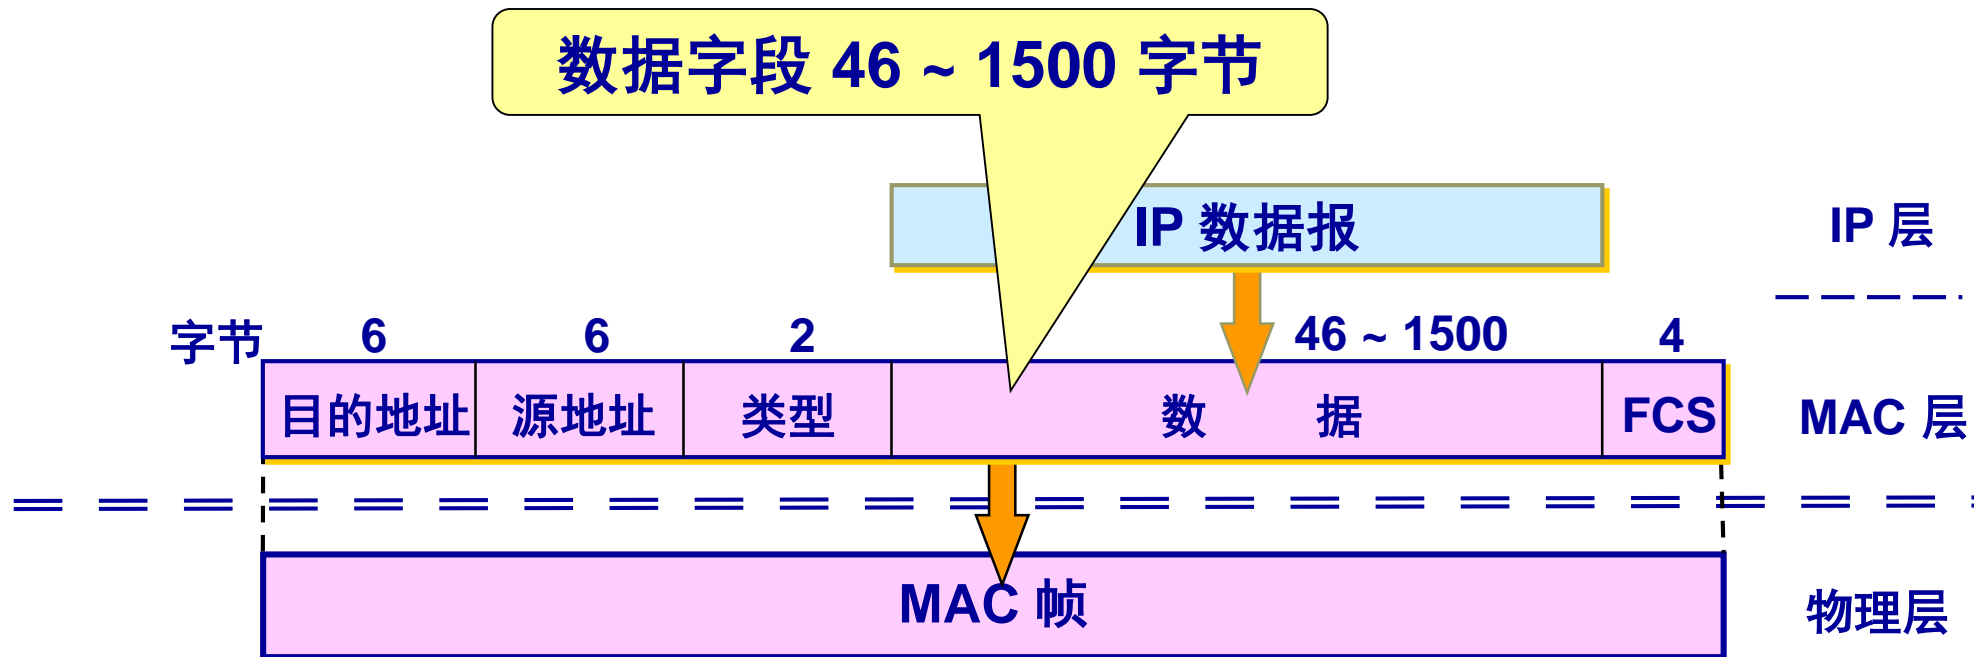 数据字段 46 ~ 1500 字节
IP 数据报
IP 层
字节 6 6 2 46 ~ 1500 4
目的地址 源地址 类型 数 据 FCS
MAC 层
MAC 帧
物理层